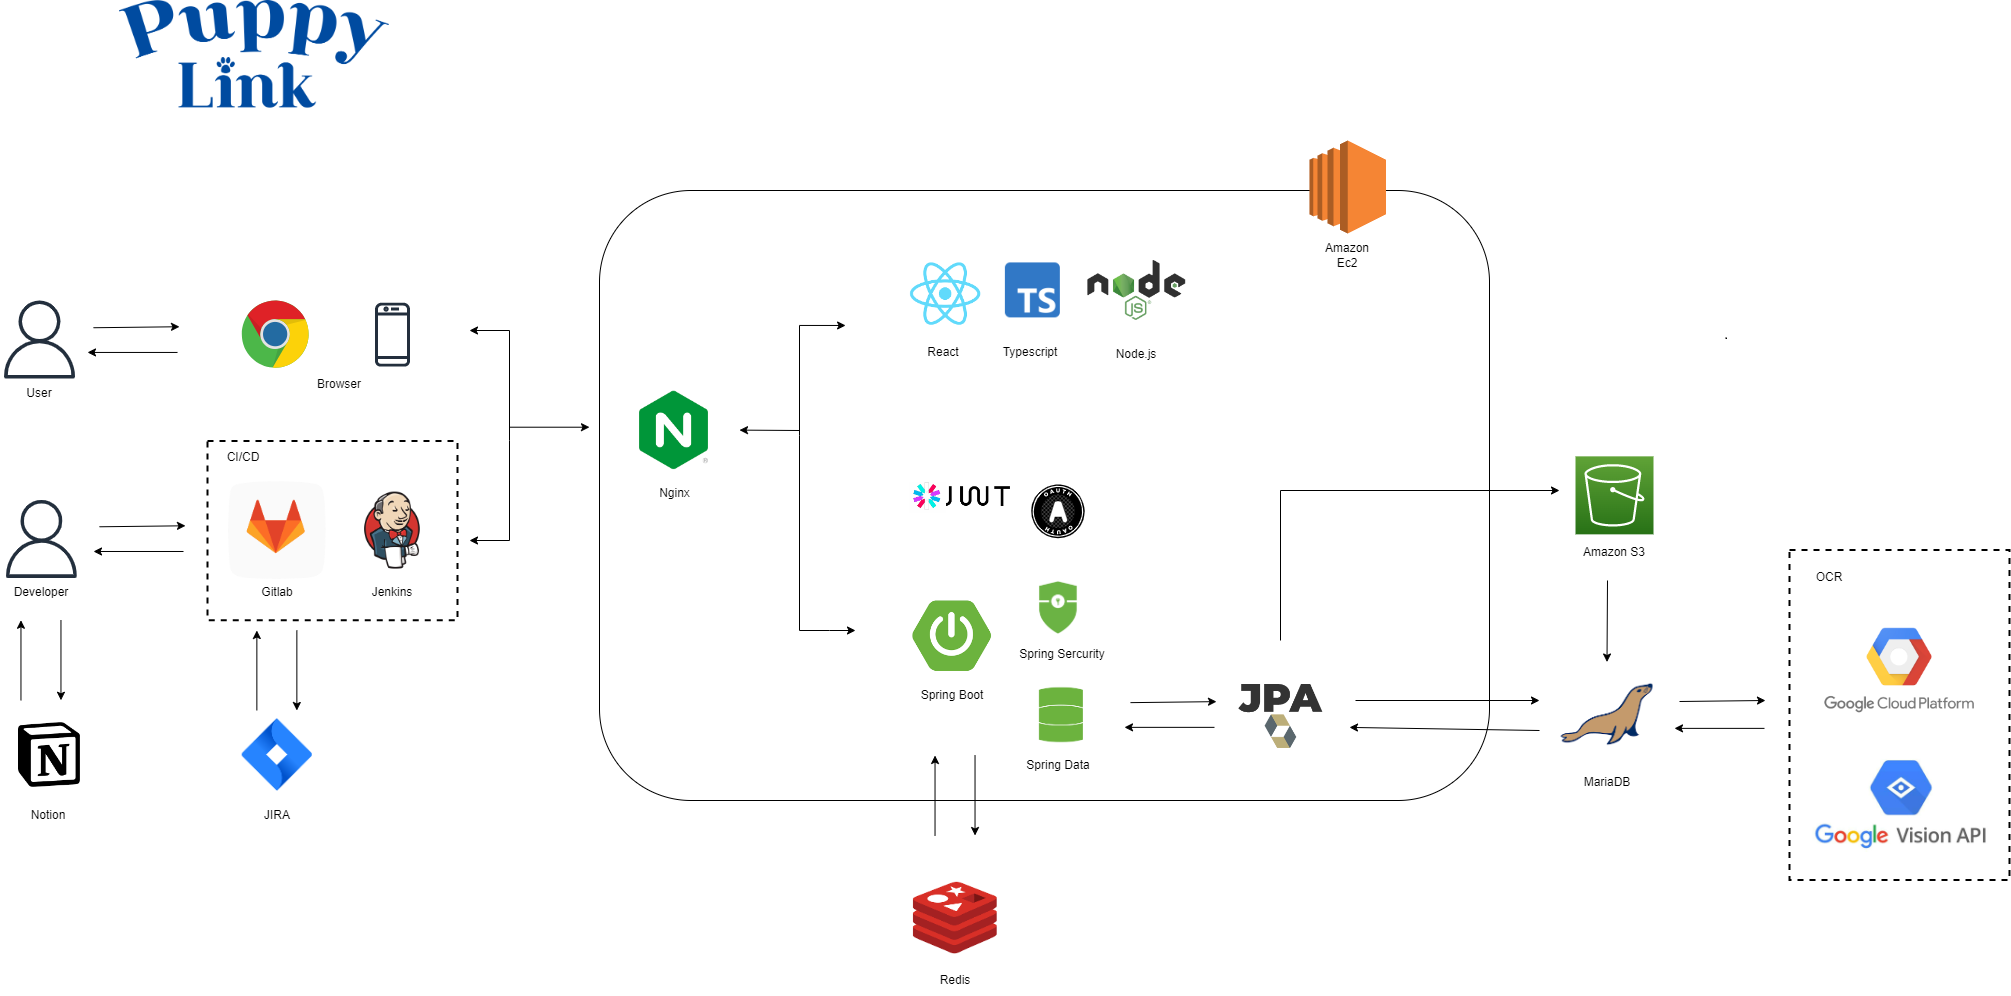 Puppy
Link
Amazon
Ec2
User
Browser
React
Typescript
Node.js
node
JS
TS
N
Nginx
CI/CD
Developer
Gitlab
Jenkins
JWT
OAUTH
A
OAUTH
Amazon S3
OCR
Spring Boot
Spring Sercurity
Spring Data
JPA
MariaDB
Google Cloud Platform
Google Vision API
N
Notion
JIRA
Redis